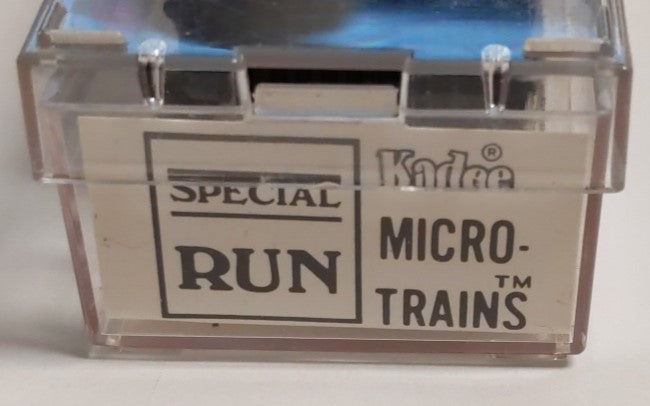 SPECIAL
RUN
Kadee®
MICRO-
TRAINS™